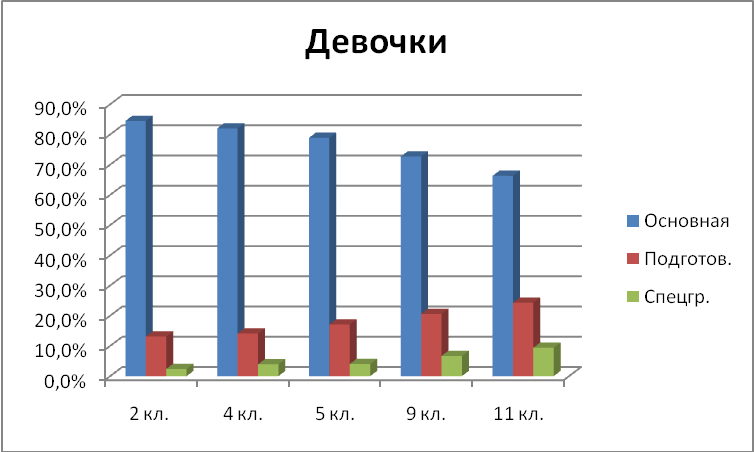 Девочки
90,0%
80,0%
70,0%
60,0%
50,0%
40,0%
30,0%
20,0%
10,0%
0,0%
2 кл. 4 кл. 5 кл. 9 кл. 11 кл.
Основная
Подготов.
Спецгр.